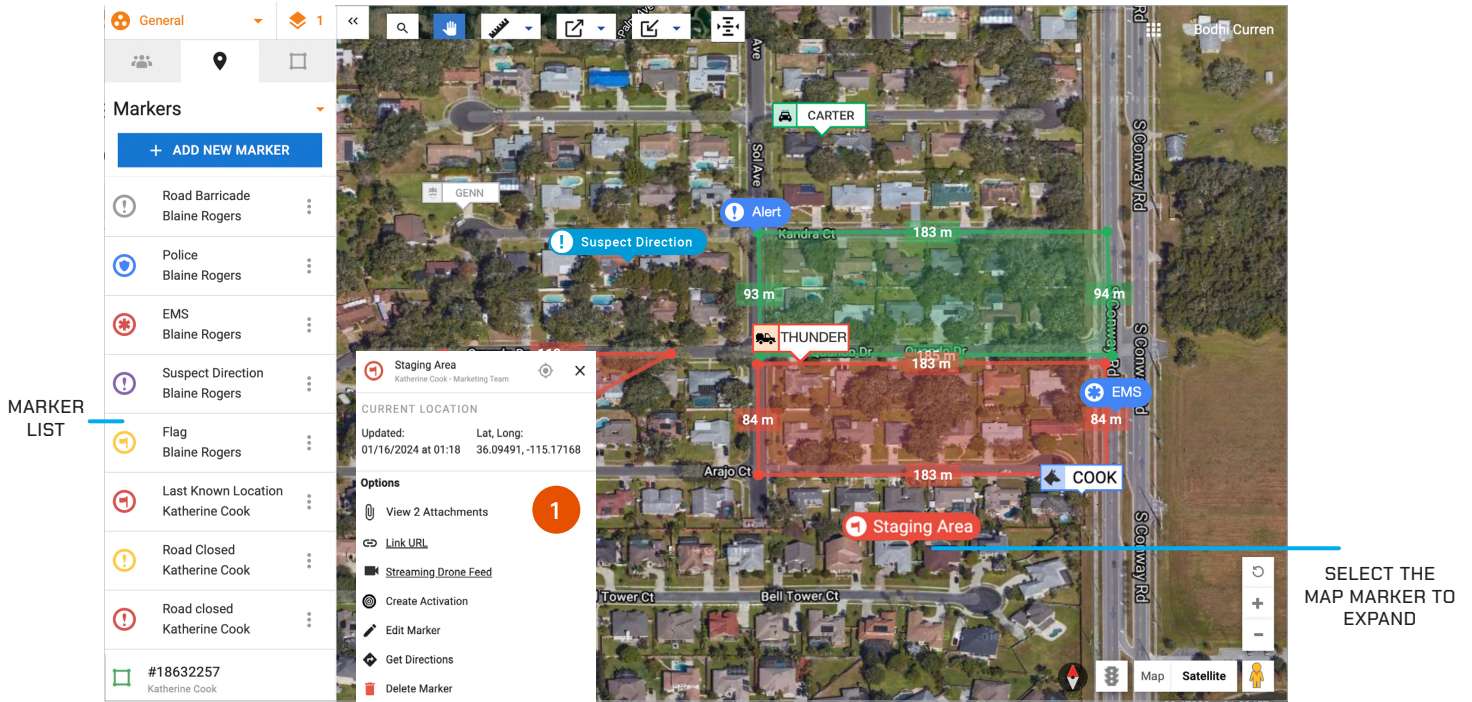 General
1
Bodhi Curren
Markers
ADD NEW MARKER
Road Barricade
Blaine Rogers
Police
Blaine Rogers
EMS
Blaine Rogers
Suspect Direction
Blaine Rogers
Flag
Blaine Rogers
Last Known Location
Katherine Cook
Road Closed
Katherine Cook
Road closed
Katherine Cook
#18632257
Katherine Cook
MARKER
LIST
Ave
Rd
CARTER
Sol Ave
S Conway Rd
GENN
Alert
Suspect Direction
Kandra Ct
183 m
93 m
94 m
THUNDER
185 m
183 m
S Conway Rd
EMS
84 m
84 m
Arajo Ct
183 m
COOK
Staging Area
S Conway Rd
Tower Ct
Bell Tower Ct
Staging Area
Katherine Cook - Marketing Team
CURRENT LOCATION
Updated:
01/16/2024 at 01:18
Lat, Long:
36.09491, -115.17168
Options
View 2 Attachments
1
Link URL
Streaming Drone Feed
Create Activation
Edit Marker
Get Directions
Delete Marker
Map
Satellite
SELECT THE
MAP MARKER TO
EXPAND